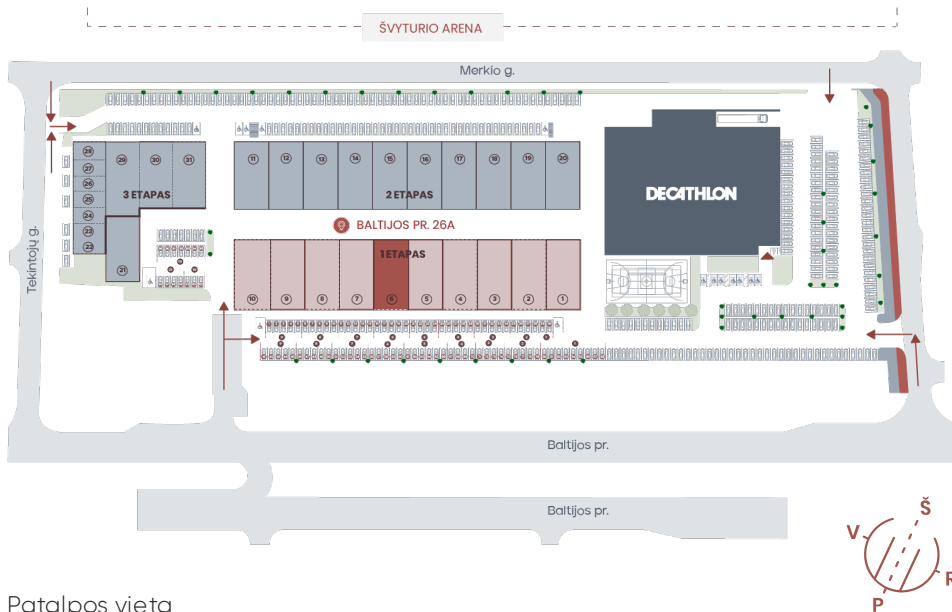 ŠVYTURIO ARENA
Merkio g.
28
29
30
31
27
26
25
24
22
23
21
3 ETAPAS
11
12
13
14
15
16
17
18
19
20
2 ETAPAS
DECATHLON
BALTIJOS PR. 26A
1 ETAPAS
10
9
8
7
6
5
4
3
2
1
Tekintojų g.
Baltijos pr.
Baltijos pr.
Š
V
R
P
Patalpos vieta